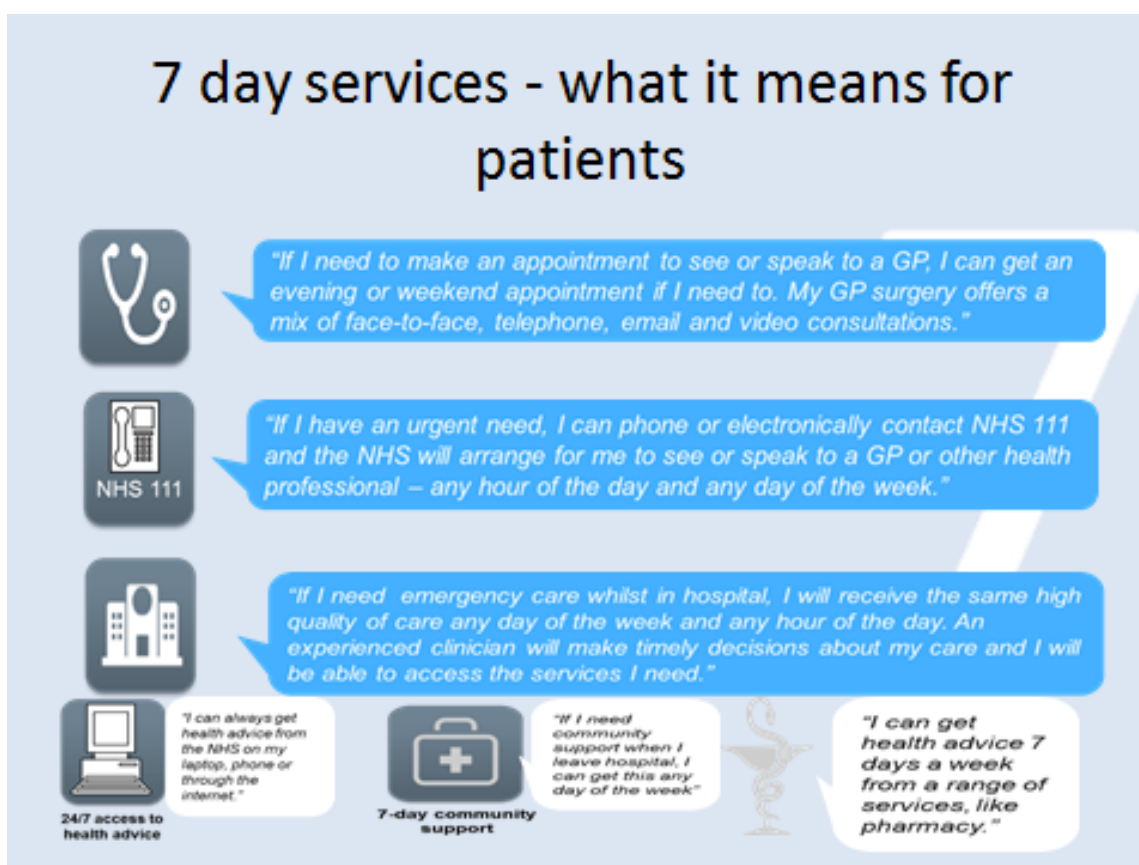 7 day services - what it means for
patients
“If I need to make an appointment to see or speak to a GP, I can get an
evening or weekend appointment if I need to. My GP surgery offers a
mix of face-to-face, telephone, email and video consultations.”
NHS 111
“If I have an urgent need, I can phone or electronically contact NHS 111
and the NHS will arrange for me to see or speak to a GP or other health
professional – any hour of the day and any day of the week.”
“If I need emergency care whilst in hospital, I will receive the same high
quality of care any day of the week and any hour of the day. An
experienced clinician will make timely decisions about my care and I will
be able to access the services I need.”
24/7 access to
health advice
“I can always get
health advice from
the NHS on my
laptop, phone or
through the
internet.”
7-day community
support
“If I need
community
support when I
leave hospital, I
can get this any
day of the week”
“I can get
health advice 7
days a week
from a range of
services, like
pharmacy.”